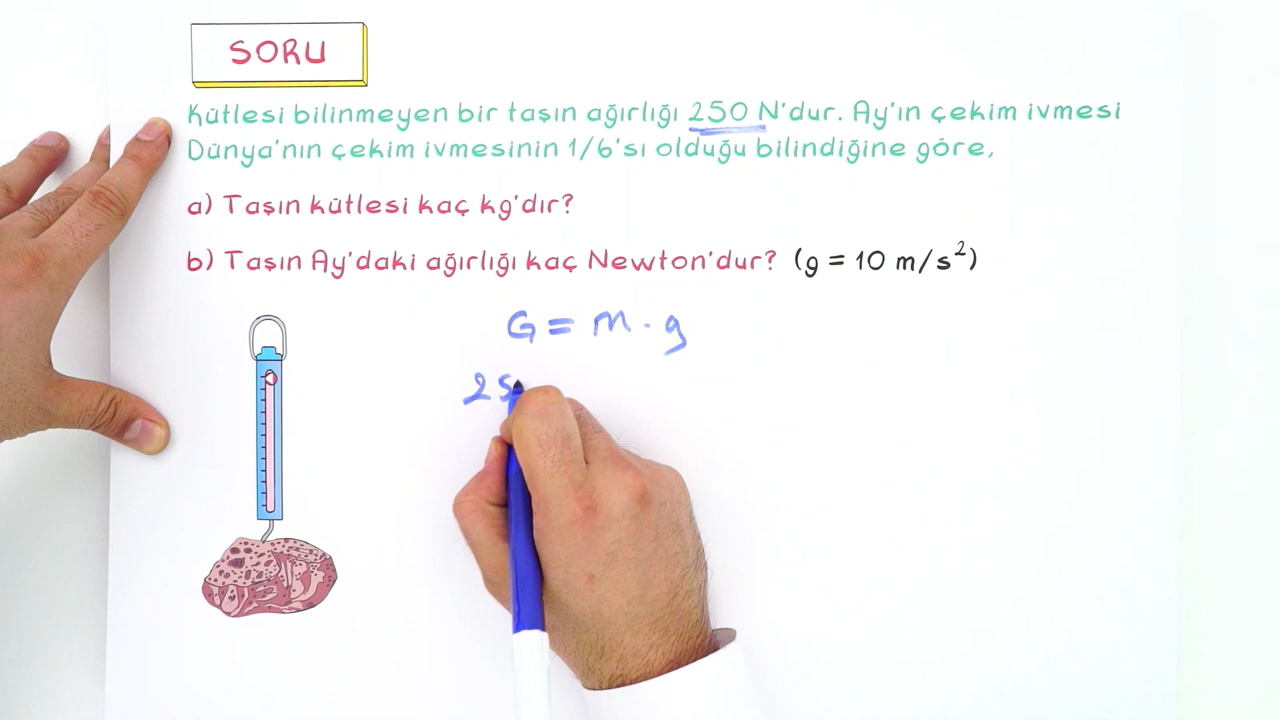 SORU
Kütlesi bilinmeyen bir taşın ağırlığı 250 N'dur. Ay'ın çekim ivmesi
Dünya'nın çekim ivmesinin 1/6'sı olduğu bilindiğine göre,
a) Taşın kütlesi kaç kg'dır?
b) Taşın Ay'daki ağırlığı kaç Newton'dur? (g = 10 m/s²)
G = m · g
25